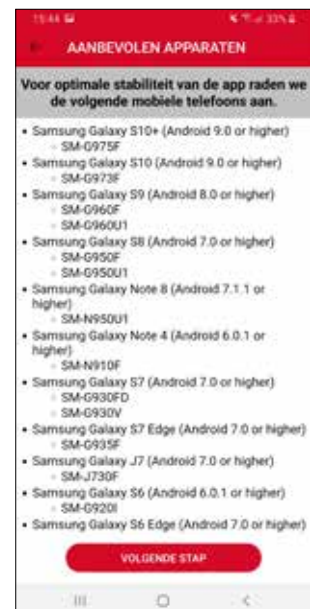 15:44
33%
AANBEVOLEN APPARATEN
Voor optimale stabiliteit van de app raden we
de volgende mobiele telefoons aan.
• Samsung Galaxy S10+ (Android 9.0 or higher)
SM-G975F
• Samsung Galaxy S10 (Android 9.0 or higher)
SM-G973F
• Samsung Galaxy S9 (Android 8.0 or higher)
SM-G960F
SM-G960U1
• Samsung Galaxy S8 (Android 7.0 or higher)
SM-G950F
SM-G950U1
• Samsung Galaxy Note 8 (Android 7.1.1 or
higher)
SM-N950U1
• Samsung Galaxy Note 4 (Android 6.0.1 or
higher)
SM-N910F
• Samsung Galaxy S7 (Android 7.0 or higher)
SM-G930FD
SM-G930V
• Samsung Galaxy S7 Edge (Android 7.0 or higher)
SM-G935F
• Samsung Galaxy J7 (Android 7.0 or higher)
SM-J730F
• Samsung Galaxy S6 (Android 6.0.1 or higher)
SM-G920I
• Samsung Galaxy S6 Edge (Android 7.0 or higher)
VOLGENDE STAP